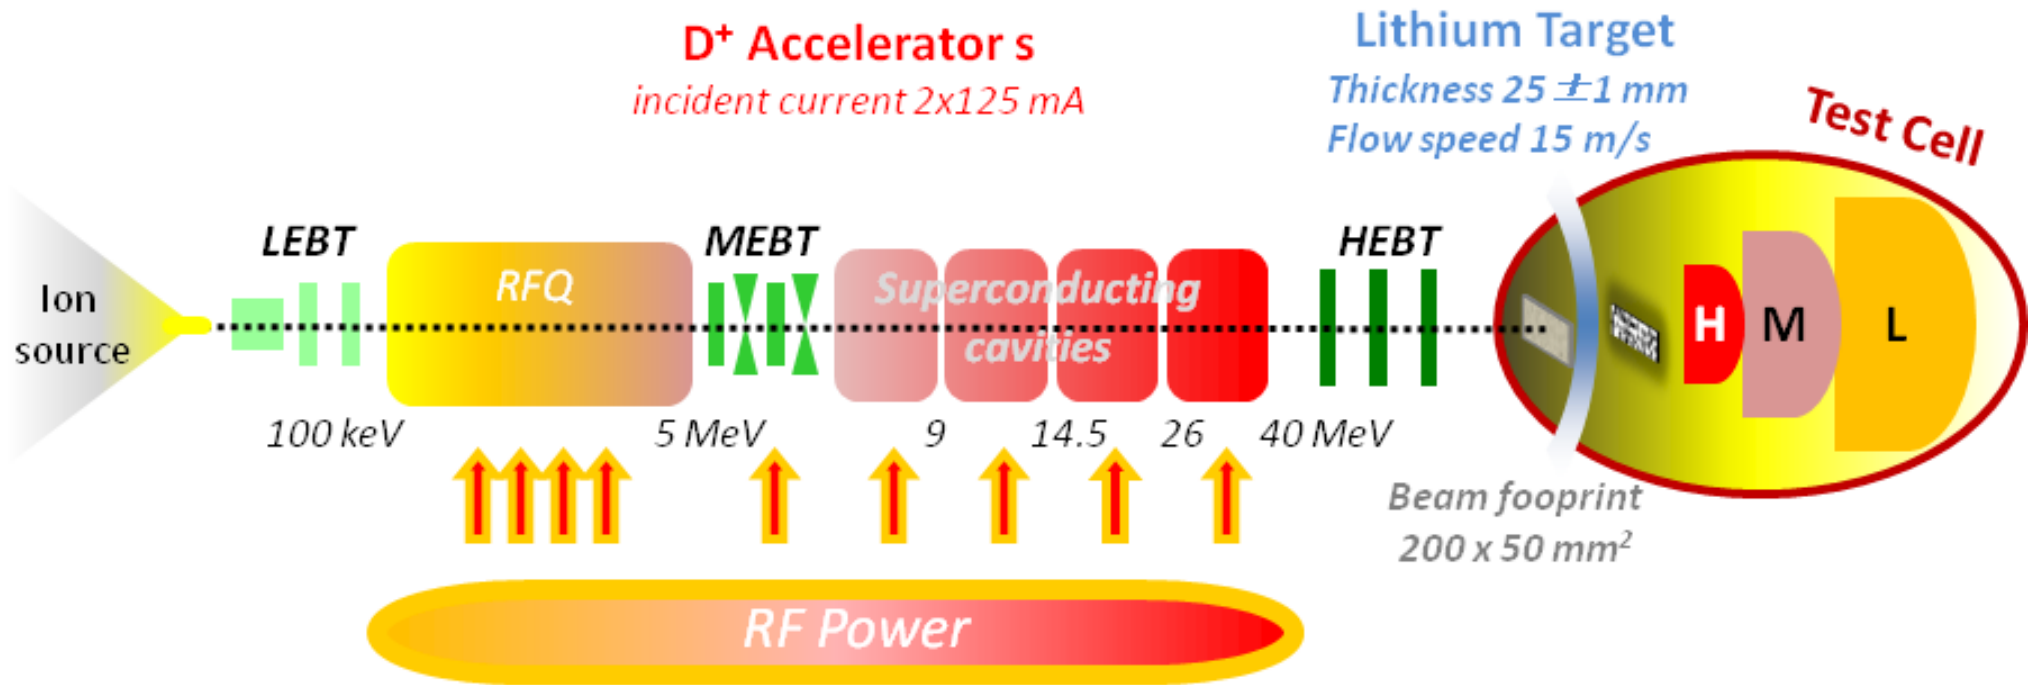 D⁺ Accelerator s
incident current 2x125 mA
Lithium Target
Thickness 25 ±1 mm
Flow speed 15 m/s
Test Cell
Ion
source
LEBT
RFQ
MEBT
Superconducting
cavities
HEBT
H
M
L
100 keV
5 MeV
9
14.5
26
40 MeV
Beam fooprint
200 x 50 mm²
RF Power